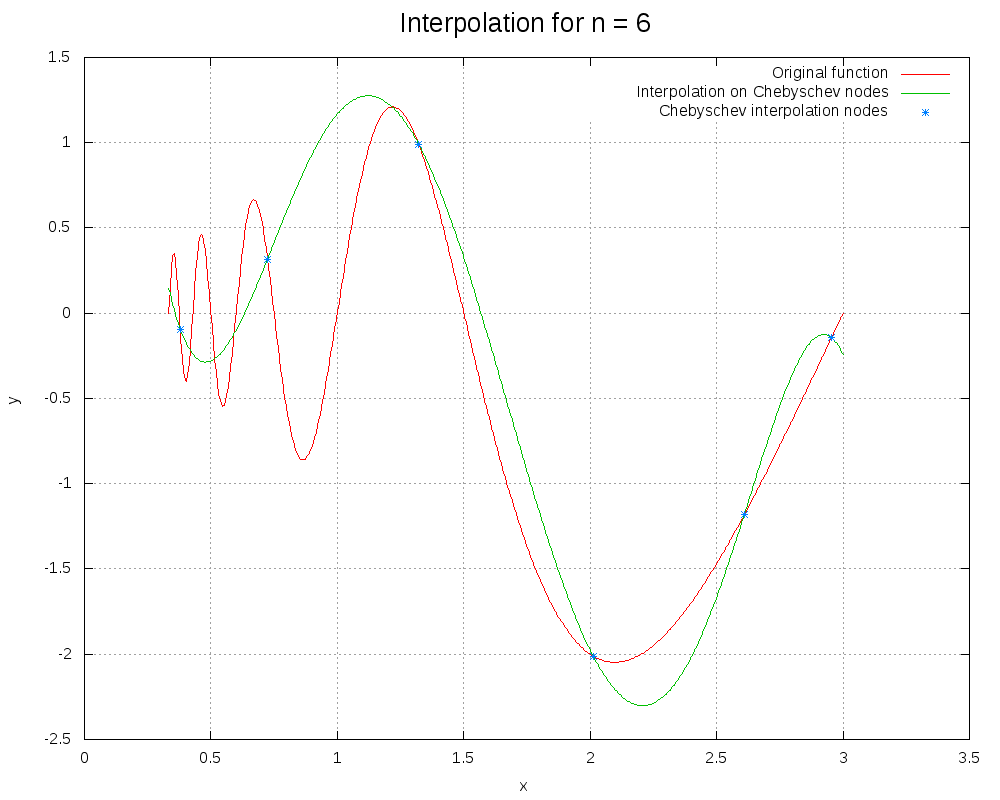 Interpolation for n = 6
Original function
Interpolation on Chebyschev nodes
Chebyschev interpolation nodes
1.5
1
0.5
0
-0.5
-1
-1.5
-2
-2.5
y
0 0.5 1 1.5 2 2.5 3 3.5
x